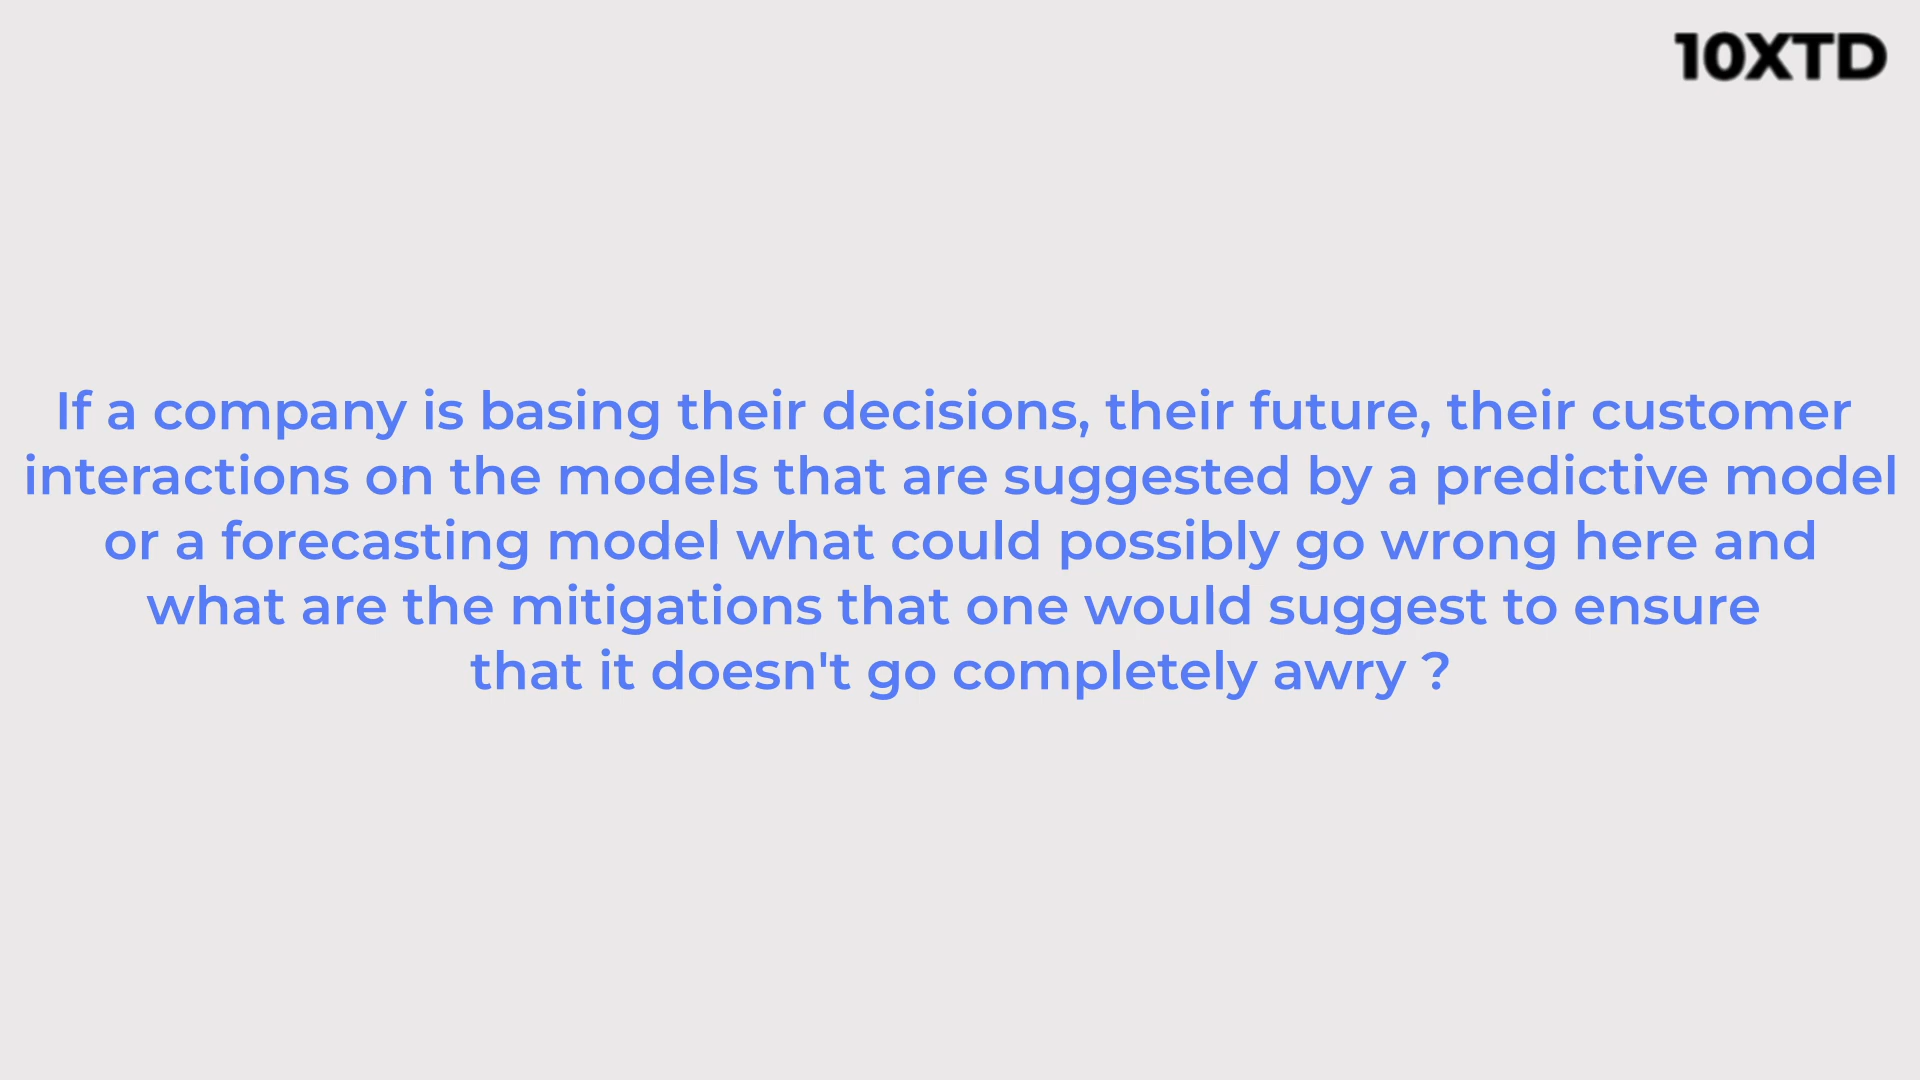 10XTD
If a company is basing their decisions, their future, their customer
interactions on the models that are suggested by a predictive model
or a forecasting model what could possibly go wrong here and
what are the mitigations that one would suggest to ensure
that it doesn't go completely awry ?